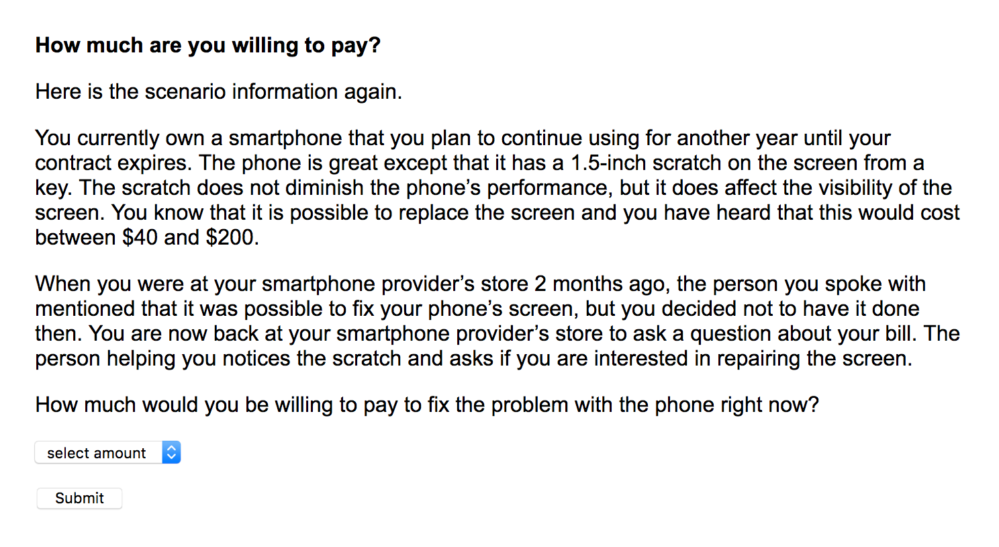 How much are you willing to pay?
Here is the scenario information again.
You currently own a smartphone that you plan to continue using for another year until your
contract expires. The phone is great except that it has a 1.5-inch scratch on the screen from a
key. The scratch does not diminish the phone’s performance, but it does affect the visibility of the
screen. You know that it is possible to replace the screen and you have heard that this would cost
between $40 and $200.
When you were at your smartphone provider’s store 2 months ago, the person you spoke with
mentioned that it was possible to fix your phone’s screen, but you decided not to have it done
then. You are now back at your smartphone provider’s store to ask a question about your bill. The
person helping you notices the scratch and asks if you are interested in repairing the screen.
How much would you be willing to pay to fix the problem with the phone right now?
select amount
Submit